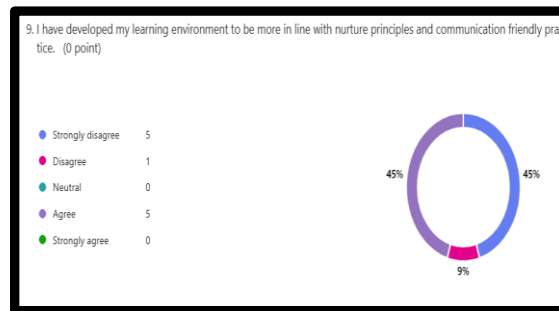 9. I have developed my learning environment to be more in line with nurture principles and communication friendly pra
tice. (0 point)
Strongly disagree 5
Disagree 1
Neutral 0
Agree 5
Strongly agree 0
45%
45%
9%